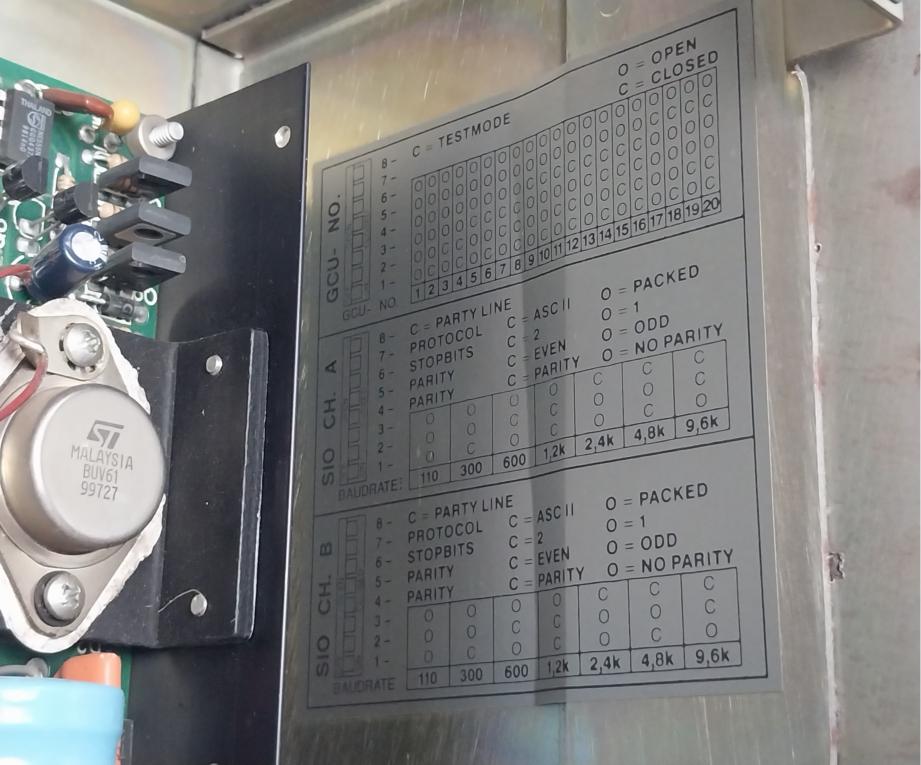 O = OPEN
C = CLOSED
GCU- NO.
8 - C = TESTMODE
7 -
6 -
5 -
4 -
3 -
2 -
1 -
GCU- NO. 1 2 3 4 5 6 7 8 9 10 11 12 13 14 15 16 17 18 19 20
SIO CH. A
8 - C = PARTY LINE
7 - PROTOCOL C = ASCII O = PACKED
6 - STOPBITS C = 2 O = 1
5 - PARITY C = EVEN O = ODD
4 - PARITY C = PARITY O = NO PARITY
3 - O O O O C C C
2 - O O C C O O C
1 - O C O C O C O
BAUDRATE: 110 300 600 1,2k 2,4k 4,8k 9,6k
SIO CH. B
8 - C = PARTY LINE
7 - PROTOCOL C = ASCII O = PACKED
6 - STOPBITS C = 2 O = 1
5 - PARITY C = EVEN O = ODD
4 - PARITY C = PARITY O = NO PARITY
3 - O O O O C C C
2 - O O C C O O C
1 - O C O C O C O
BAUDRATE 110 300 600 1,2k 2,4k 4,8k 9,6k
THAILAND
ST
MALAYSIA
BUV61
99727